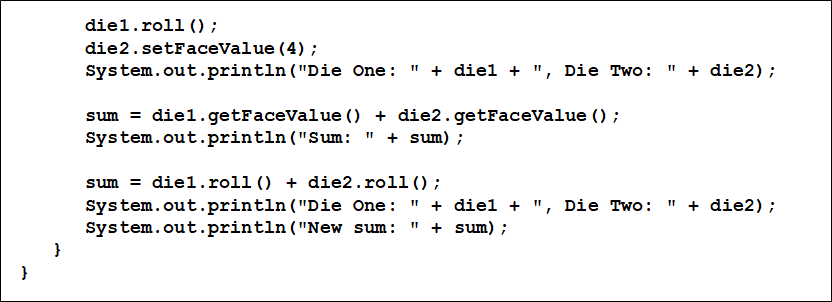 die1.roll();
die2.setFaceValue(4);
System.out.println("Die One: " + die1 + ", Die Two: " + die2);
sum = die1.getFaceValue() + die2.getFaceValue();
System.out.println("Sum: " + sum);
sum = die1.roll() + die2.roll();
System.out.println("Die One: " + die1 + ", Die Two: " + die2);
System.out.println("New sum: " + sum);
}
}